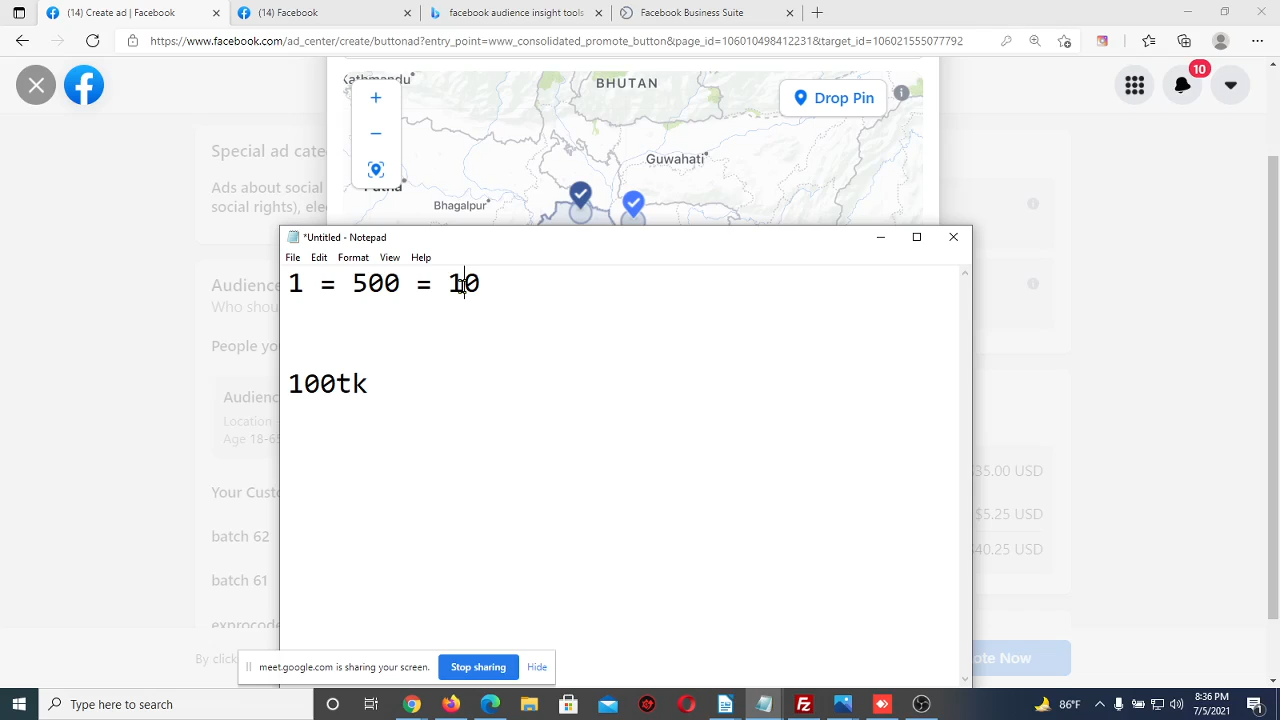 (14) Create ad | Facebook
(14) Facebook
facebook audience insight tools
Facebook Business Suite
https://www.facebook.com/ad_center/create/buttonad?entry_point=www_consolidated_promote_button&page_id=106010498412231&target_id=106021555077792
10
Kathmandu
BHUTAN
Drop Pin
Guwahati
Patna
Bhagalpur
Special ad cate
Ads about social
social rights), ele
*Untitled - Notepad
File Edit Format View Help
1 = 500 = 10
100tk
Audience
Who shou
People yo
Audienc
Location
Age 18-65
Your Custo
batch 62
batch 61
exprocode
35.00 USD
$5.25 USD
40.25 USD
By click
ote Now
meet.google.com is sharing your screen.
Stop sharing
Hide
Type here to search
86°F
8:36 PM
7/5/2021